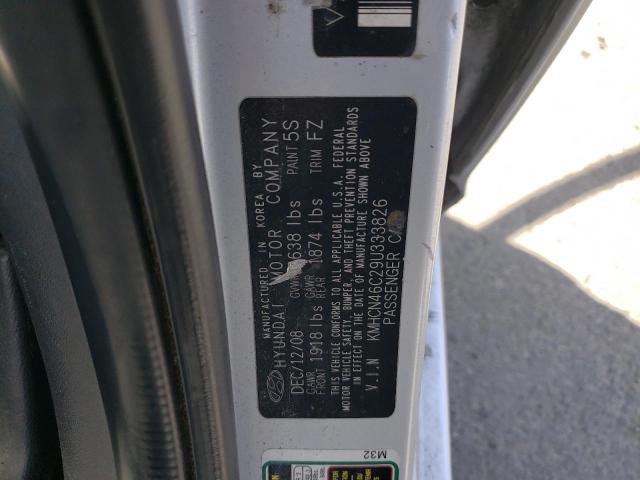 MANUFACTURED IN KOREA BY
HYUNDAI MOTOR COMPANY
DEC/12/08 GVWR 638 lbs PAINT 5S
GAWR FRONT 1918 lbs GAWR REAR 1874 lbs TRIM FZ
THIS VEHICLE CONFORMS TO ALL APPLICABLE U.S.A. FEDERAL
MOTOR VEHICLE SAFETY, BUMPER, AND THEFT PREVENTION STANDARDS
IN EFFECT ON THE DATE OF MANUFACTURE SHOWN ABOVE
V.I.N KMHCN46C29U333826
PASSENGER CAR
M32